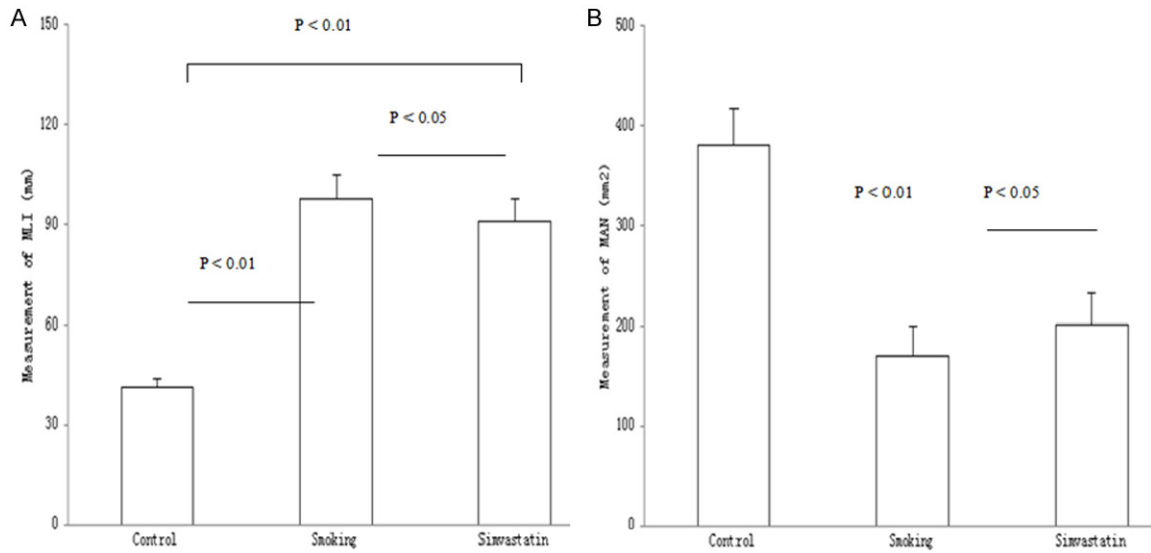 A
Measurement of MLI (mm)
150
120
90
60
30
0
P < 0.01
P < 0.05
P < 0.01
Control
Smoking
Simvastatin
B
Measurement of MAN (mm2)
500
400
300
200
100
0
P < 0.01
P < 0.05
Control
Smoking
Simvastatin